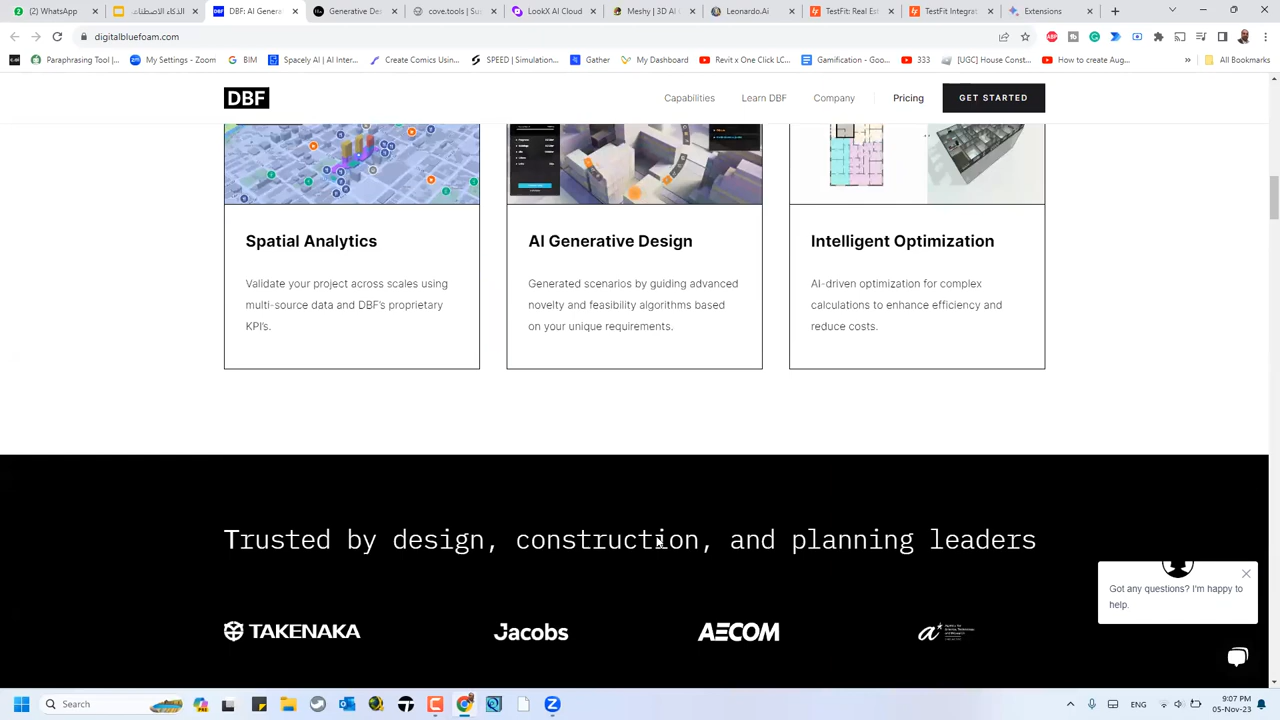 2
الاصطناعي
DBF: AI Genera
Generative Des
cove.tools | Su
LookX AI Cloud
Meshy | 3D AI G
Leonardo.Ai
TestFit: Real Est
TestFit Integrat
Extensions
digitalbluefoam.com
Paraphrasing Tool |...
My Settings - Zoom
BIM
Spacely AI | AI Inter...
Create Comics Using...
SPEED | Simulation...
Gather
My Dashboard
Revit x One Click LC...
Gamification - Goo...
333
[UGC] House Const...
How to create Aug...
All Bookmarks
DBF
Capabilities
Learn DBF
Company
Pricing
GET STARTED
Spatial Analytics
Validate your project across scales using
multi-source data and DBF's proprietary
KPI's.
AI Generative Design
Generated scenarios by guiding advanced
novelty and feasibility algorithms based
on your unique requirements.
Intelligent Optimization
AI-driven optimization for complex
calculations to enhance efficiency and
reduce costs.
Trusted by design, construction, and planning leaders
TAKENAKA
Jacobs
AECOM
Got any questions? I'm happy to
help.
Search
ENG
9:07 PM
05-Nov-23